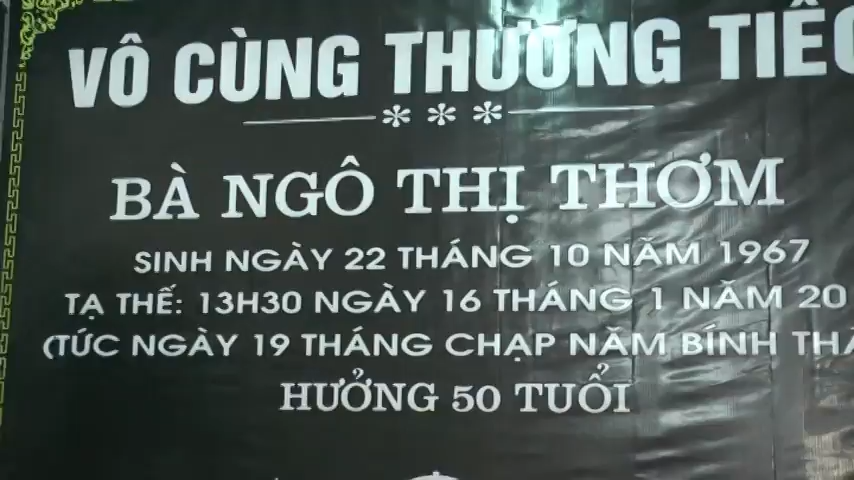 VÔ CÙNG THƯƠNG TIẾC
BÀ NGÔ THỊ THƠM
SINH NGÀY 22 THÁNG 10 NĂM 1967
TẠ THẾ: 13H30 NGÀY 16 THÁNG 1 NĂM 20
(TỨC NGÀY 19 THÁNG CHẠP NĂM BÍNH THÂ
HƯỞNG 50 TUỔI